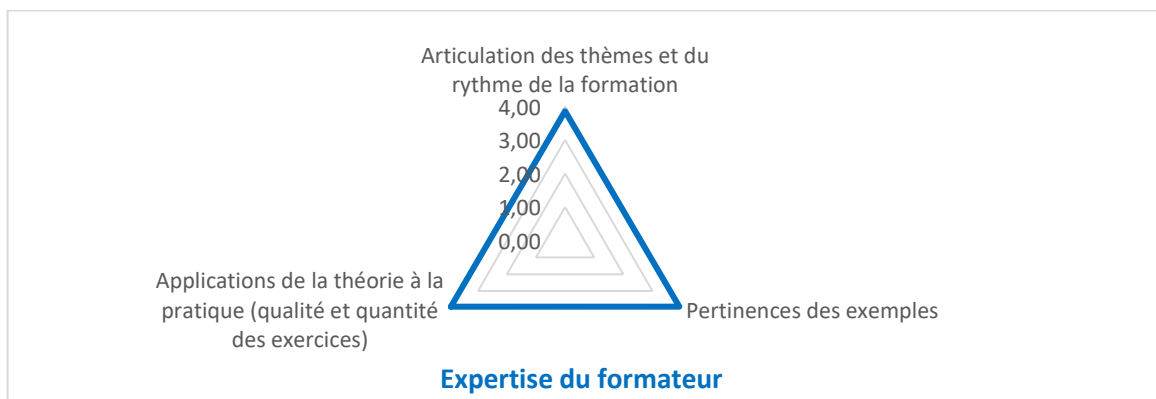 Articulation des thèmes et du
rythme de la formation
4,00
3,00
2,00
1,00
0,00
Applications de la théorie à la
pratique (qualité et quantité
des exercices)
Pertinences des exemples
Expertise du formateur